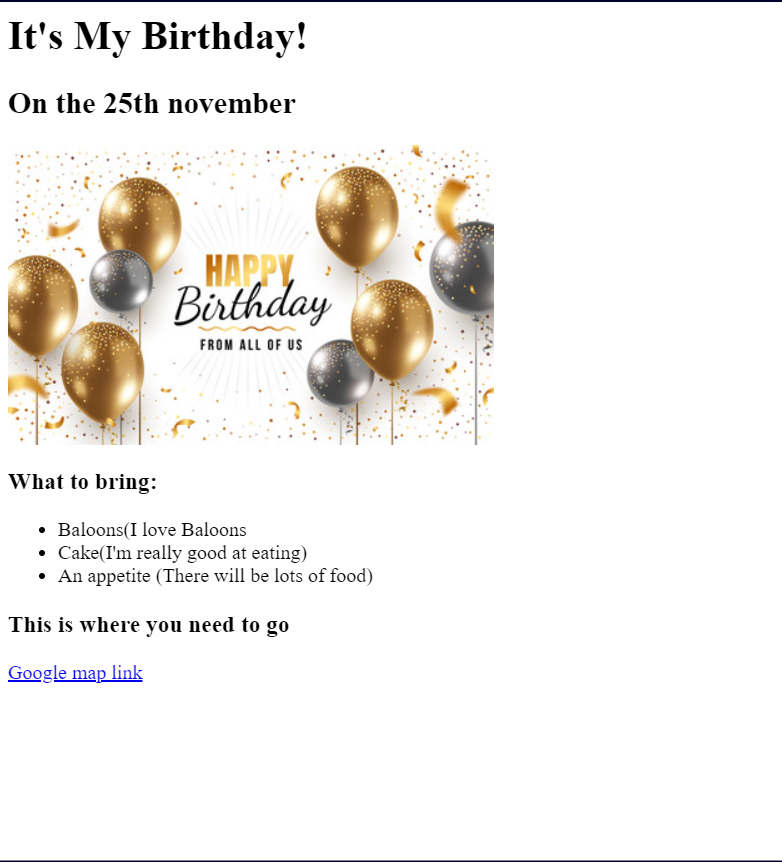 It's My Birthday!
On the 25th november
HAPPY
Birthday
FROM ALL OF US
What to bring:
Baloons(I love Baloons
Cake(I'm really good at eating)
An appetite (There will be lots of food)
This is where you need to go
Google map link